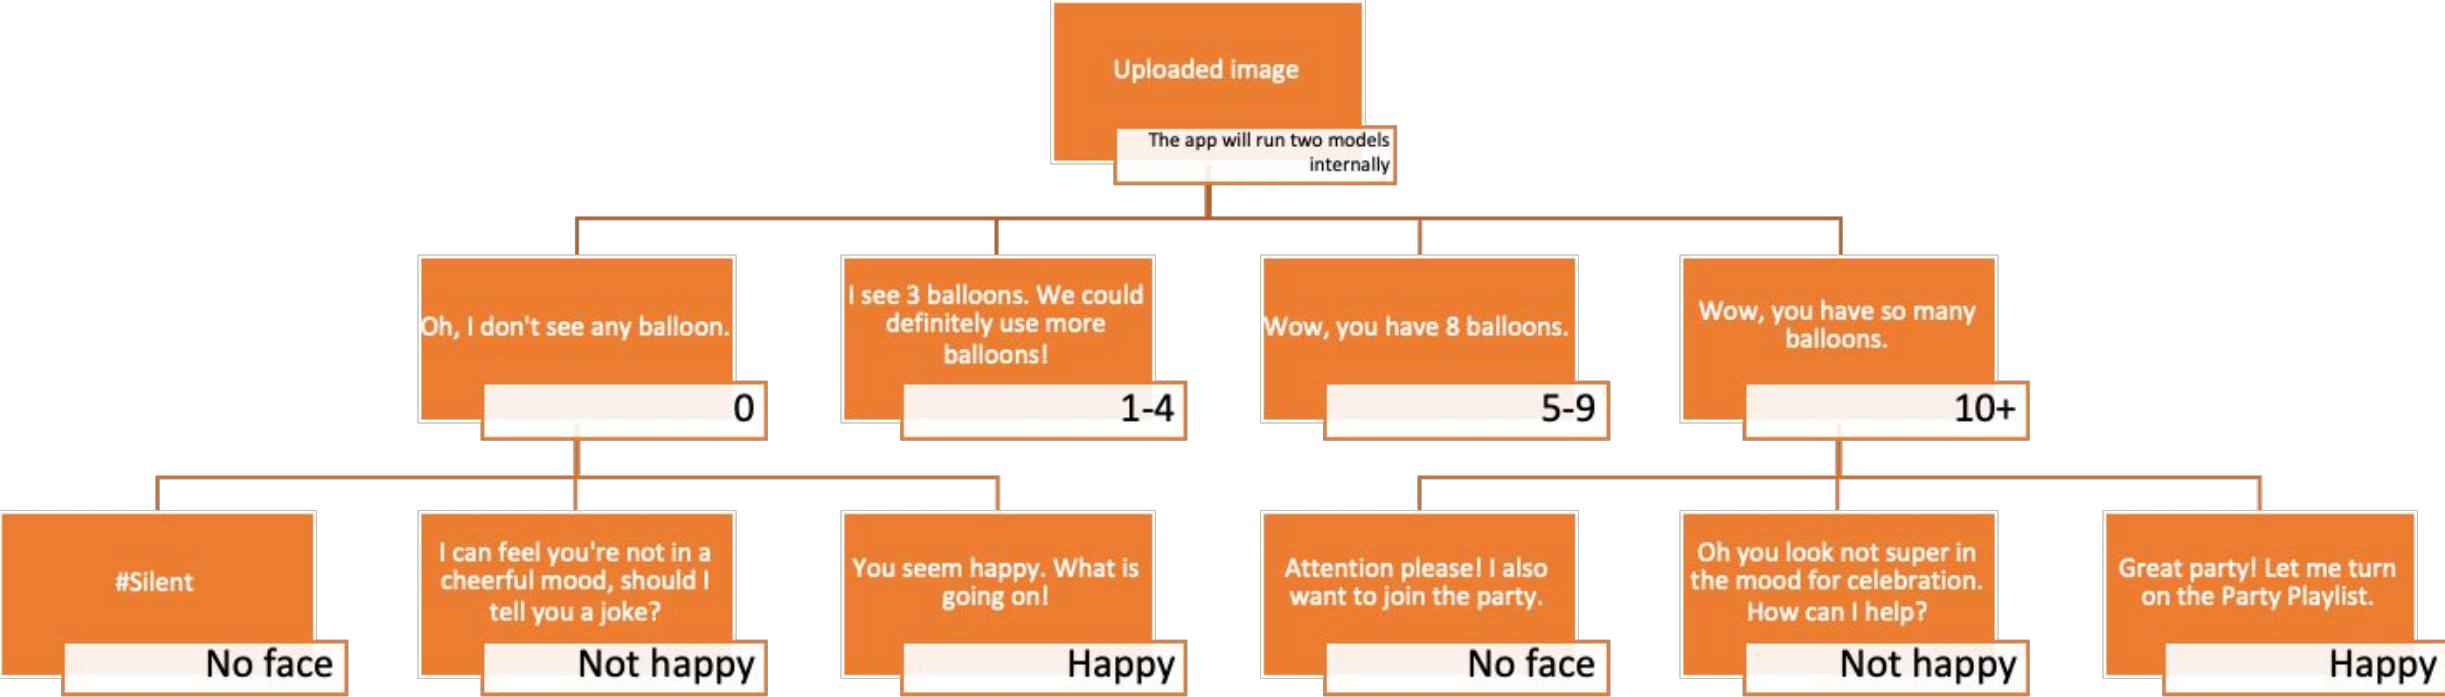 Uploaded image
The app will run two models
internally
Oh, I don't see any balloon.
0
I see 3 balloons. We could
definitely use more
balloons!
1-4
Wow, you have 8 balloons.
5-9
Wow, you have so many
balloons.
10+
#Silent
No face
I can feel you're not in a
cheerful mood, should I
tell you a joke?
Not happy
You seem happy. What is
going on!
Happy
Attention please! I also
want to join the party.
No face
Oh you look not super in
the mood for celebration.
How can I help?
Not happy
Great party! Let me turn
on the Party Playlist.
Happy